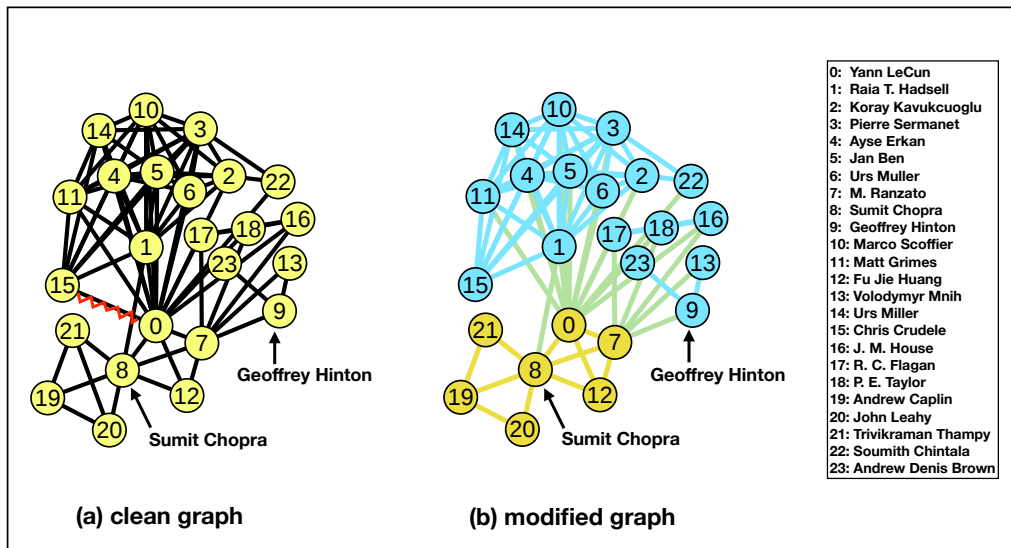 10
14
3
4
5
6
2
22
11
1
17
18
16
23
13
15
0
9
21
7
Geoffrey Hinton
8
12
19
20
Sumit Chopra
(a) clean graph
10
14
3
4
5
6
2
22
11
1
17
18
16
23
13
15
0
9
21
7
Geoffrey Hinton
8
12
19
20
Sumit Chopra
(b) modified graph
0: Yann LeCun
1: Raia T. Hadsell
2: Koray Kavukcuoglu
3: Pierre Sermanet
4: Ayse Erkan
5: Jan Ben
6: Urs Muller
7: M. Ranzato
8: Sumit Chopra
9: Geoffrey Hinton
10: Marco Scoffier
11: Matt Grimes
12: Fu Jie Huang
13: Volodymyr Mnih
14: Urs Miller
15: Chris Crudele
16: J. M. House
17: R. C. Flagan
18: P. E. Taylor
19: Andrew Caplin
20: John Leahy
21: Trivikraman Thampy
22: Soumith Chintala
23: Andrew Denis Brown